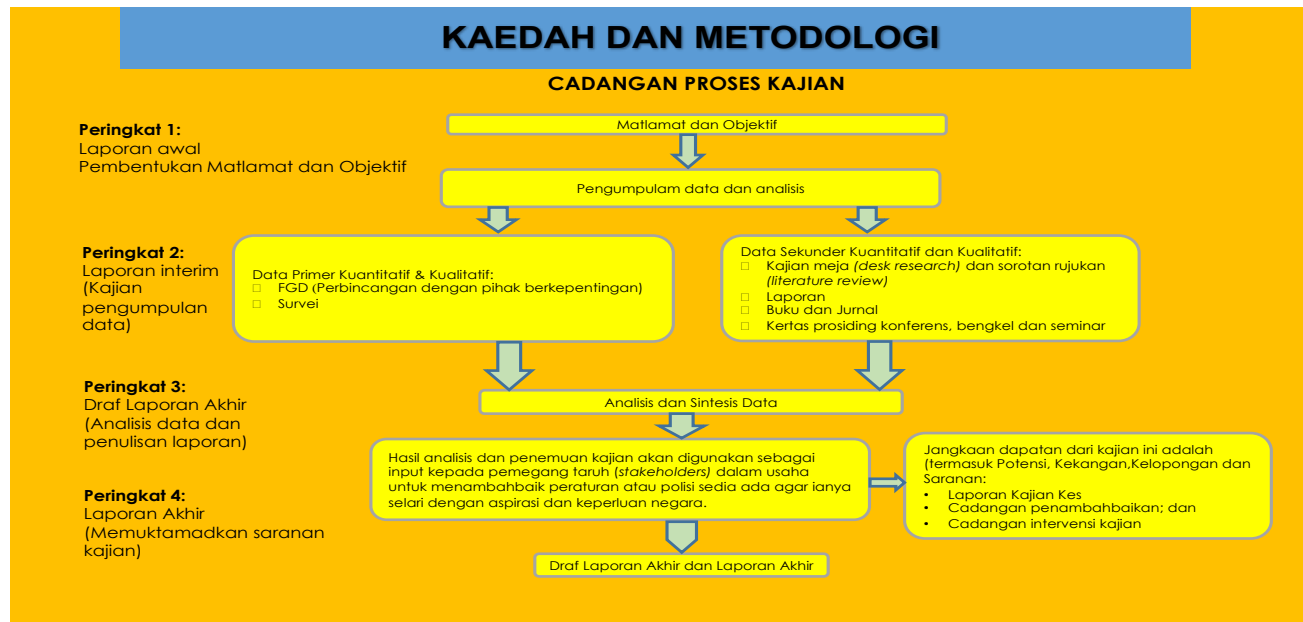 KAEDAH DAN METODOLOGI
CADANGAN PROSES KAJIAN
Peringkat 1:
Laporan awal
Pembentukan Matlamat dan Objektif
Matlamat dan Objektif
Pengumpulam data dan analisis
Peringkat 2:
Laporan interim
(Kajian
pengumpulan
data)
Data Primer Kuantitatif & Kualitatif:
FGD (Perbincangan dengan pihak berkepentingan)
Survei
Data Sekunder Kuantitatif dan Kualitatif:
Kajian meja (desk research) dan sorotan rujukan
(literature review)
Laporan
Buku dan Jurnal
Kertas prosiding konferens, bengkel dan seminar
Peringkat 3:
Draf Laporan Akhir
(Analisis data dan
penulisan laporan)
Analisis dan Sintesis Data
Hasil analisis dan penemuan kajian akan digunakan sebagai
input kepada pemegang taruh (stakeholders) dalam usaha
untuk menambahbaik peraturan atau polisi sedia ada agar ianya
selari dengan aspirasi dan keperluan negara.
Jangkaan dapatan dari kajian ini adalah
(termasuk Potensi, Kekangan,Kelopongan dan
Saranan:
• Laporan Kajian Kes
• Cadangan penambahbaikan; dan
• Cadangan intervensi kajian
Peringkat 4:
Laporan Akhir
(Memuktamadkan saranan
kajian)
Draf Laporan Akhir dan Laporan Akhir